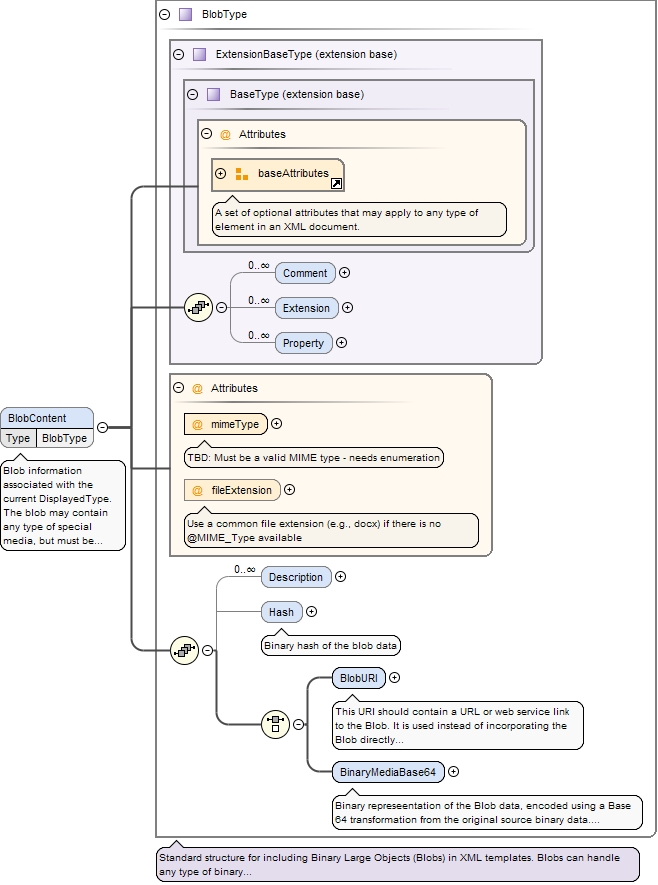 BlobType
ExtensionBaseType (extension base)
BaseType (extension base)
@ Attributes
baseAttributes
A set of optional attributes that may apply to any type of
element in an XML document.
0..∞
Comment
0..∞
Extension
0..∞
Property
@ Attributes
@ mimeType
TBD: Must be a valid MIME type - needs enumeration
@ fileExtension
Use a common file extension (e.g., docx) if there is no
@MIME_Type available
BlobContent
Type BlobType
Blob information
associated with the
current DisplayedType.
The blob may contain
any type of special
media, but must be...
0..∞
Description
Hash
Binary hash of the blob data
BlobURI
This URI should contain a URL or web service link
to the Blob. It is used instead of incorporating the
Blob directly...
BinaryMediaBase64
Binary represeentation of the Blob data, encoded using a Base
64 transformation from the original source binary data....
Standard structure for including Binary Large Objects (Blobs) in XML templates. Blobs can handle
any type of binary...